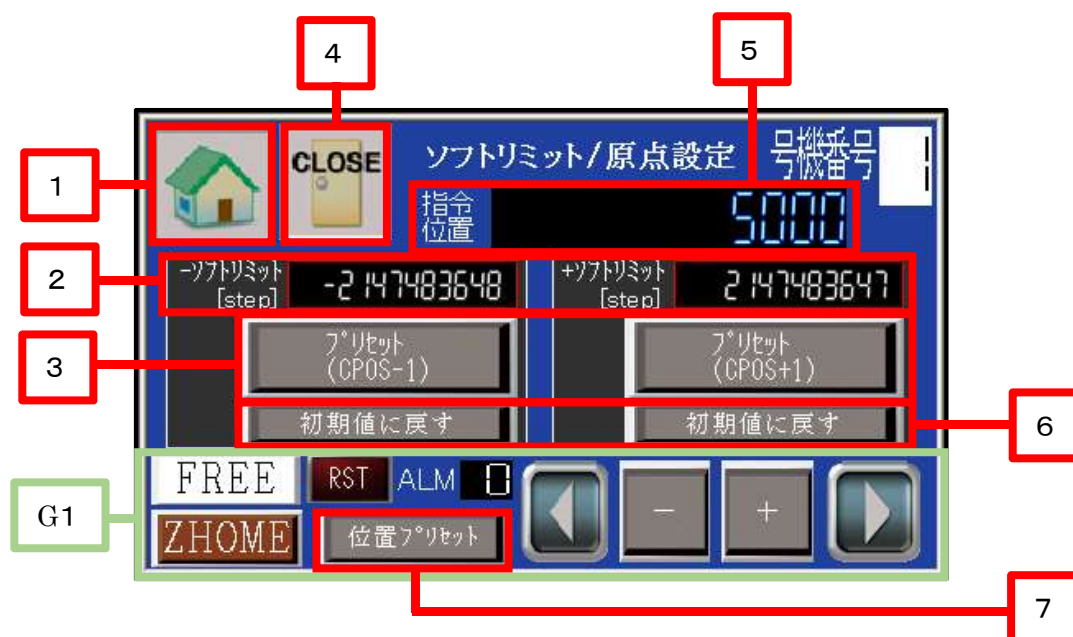 4
5
1
CLOSE
ソフトリミット/原点設定
号機番号
1
指令
位置
5000
2
-ソフトリミット
[step]
-2147483648
+ソフトリミット
[step]
2147483647
3
プリセット
(CPOS-1)
プリセット
(CPOS+1)
初期値に戻す
初期値に戻す
6
G1
FREE
RST
ALM
0
-
+
ZHOME
位置プリセット
7